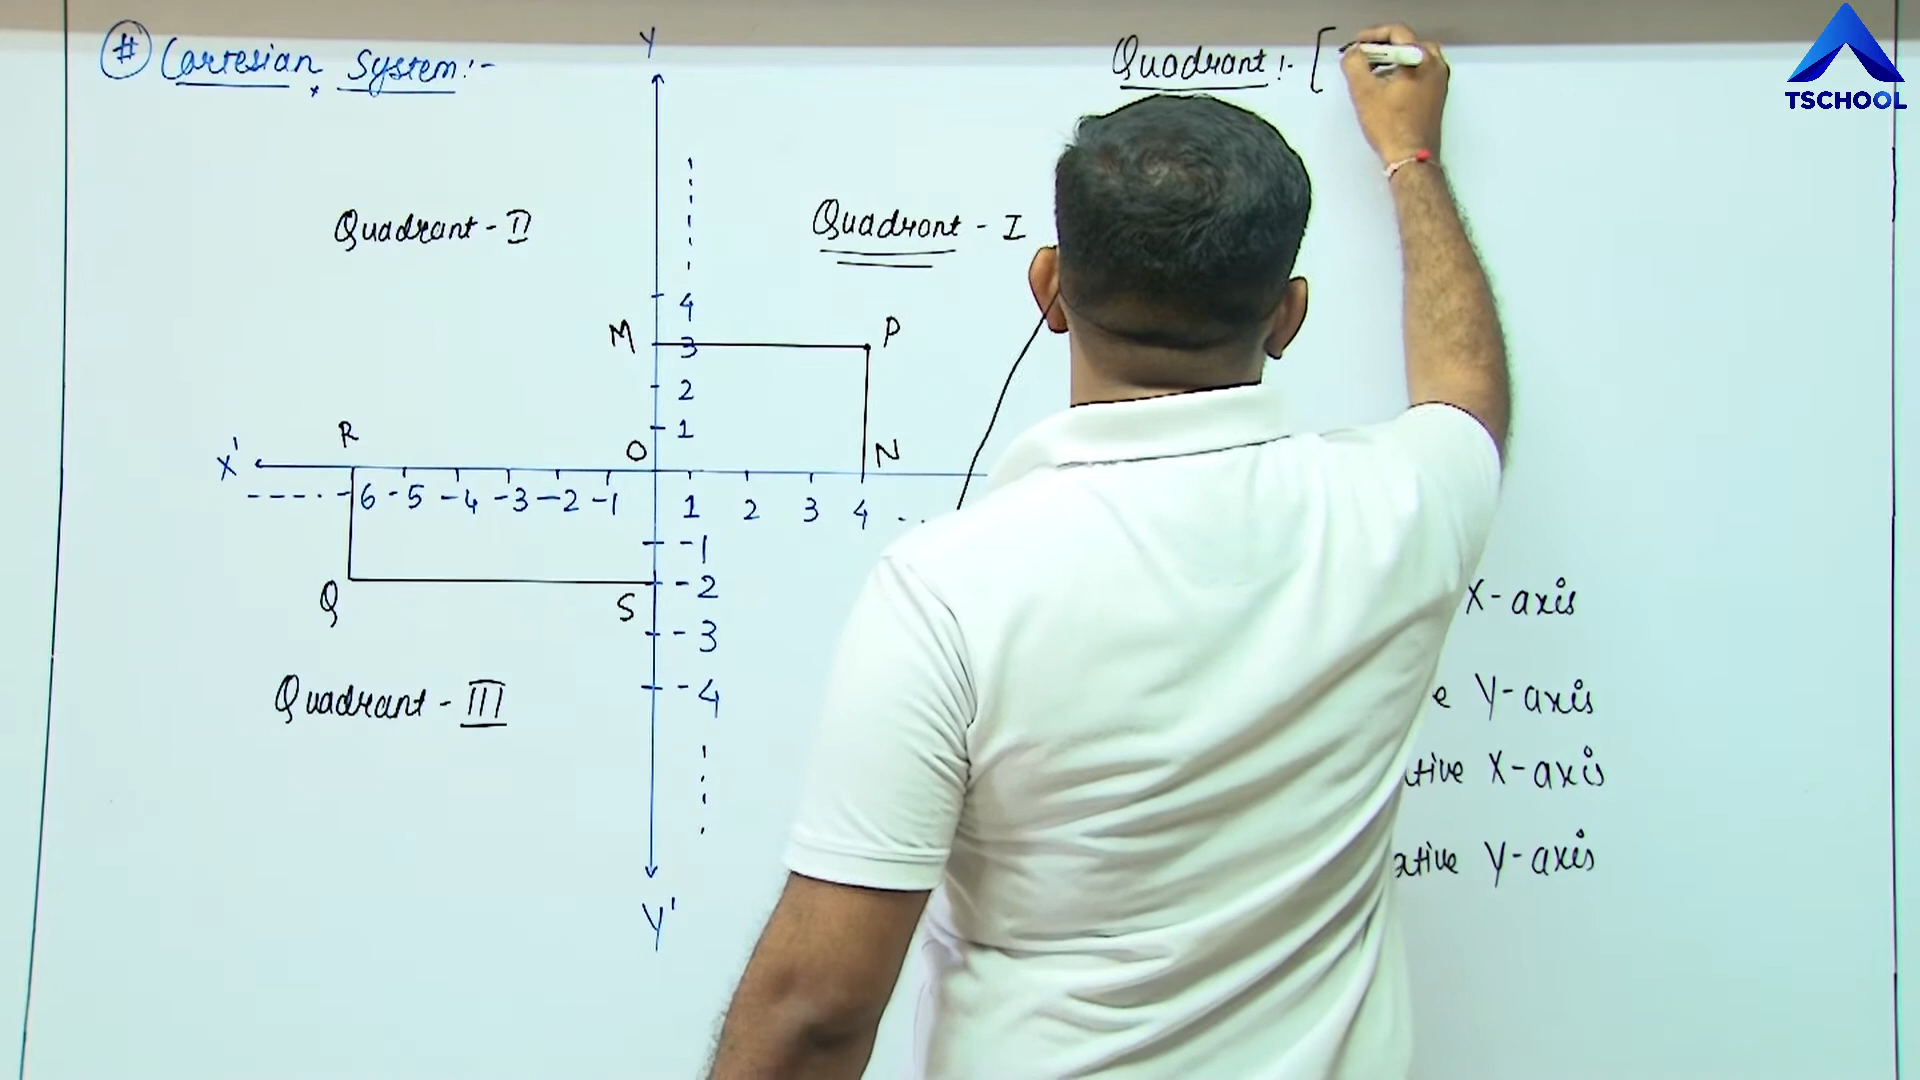 # Cartesian System :-
Y
Quadrant :- [
TSCHOOL
Quadrant - II
Quadrant - I
4
M
3
P
2
1
R
O
N
X'
---- -6 -5 -4 -3 -2 -1
1 2 3 4 ..
-1
-2
Q
S
-3
-4
X-axis
Quadrant - III
Y-axis
X-axis
Y-axis
Y'